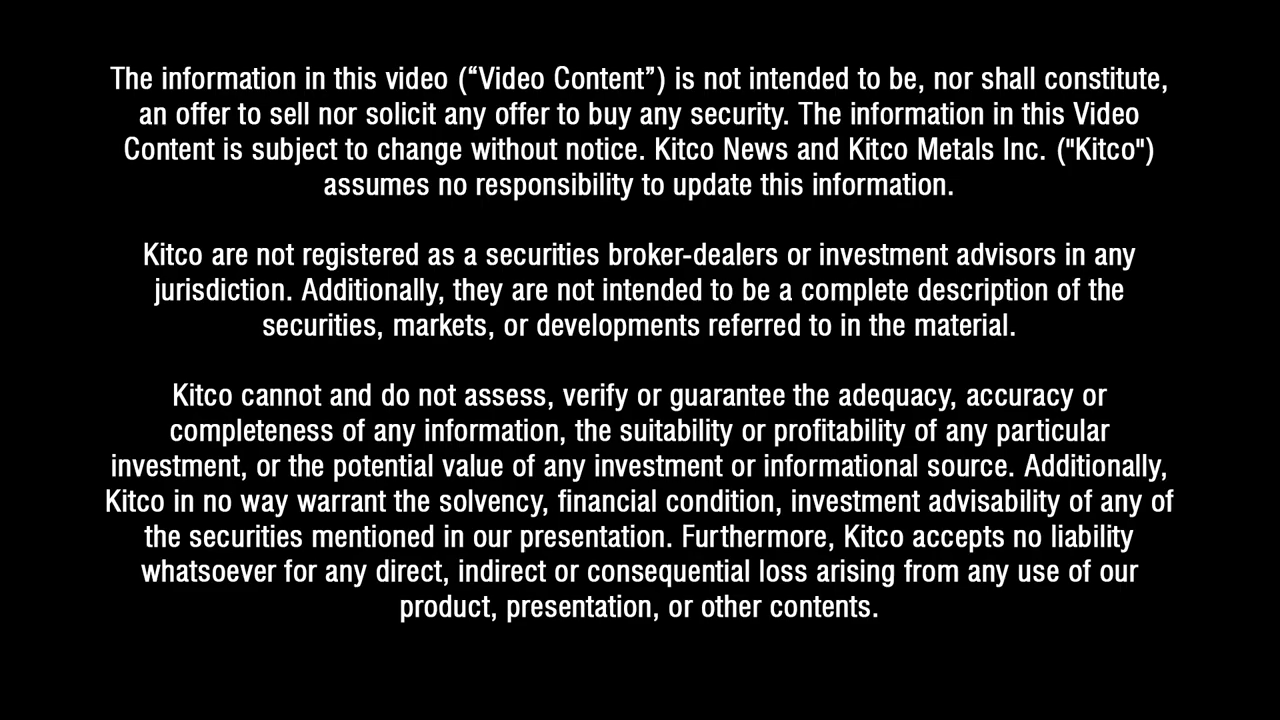 The information in this video (“Video Content”) is not intended to be, nor shall constitute,
an offer to sell nor solicit any offer to buy any security. The information in this Video
Content is subject to change without notice. Kitco News and Kitco Metals Inc. ("Kitco")
assumes no responsibility to update this information.
Kitco are not registered as a securities broker-dealers or investment advisors in any
jurisdiction. Additionally, they are not intended to be a complete description of the
securities, markets, or developments referred to in the material.
Kitco cannot and do not assess, verify or guarantee the adequacy, accuracy or
completeness of any information, the suitability or profitability of any particular
investment, or the potential value of any investment or informational source. Additionally,
Kitco in no way warrant the solvency, financial condition, investment advisability of any of
the securities mentioned in our presentation. Furthermore, Kitco accepts no liability
whatsoever for any direct, indirect or consequential loss arising from any use of our
product, presentation, or other contents.